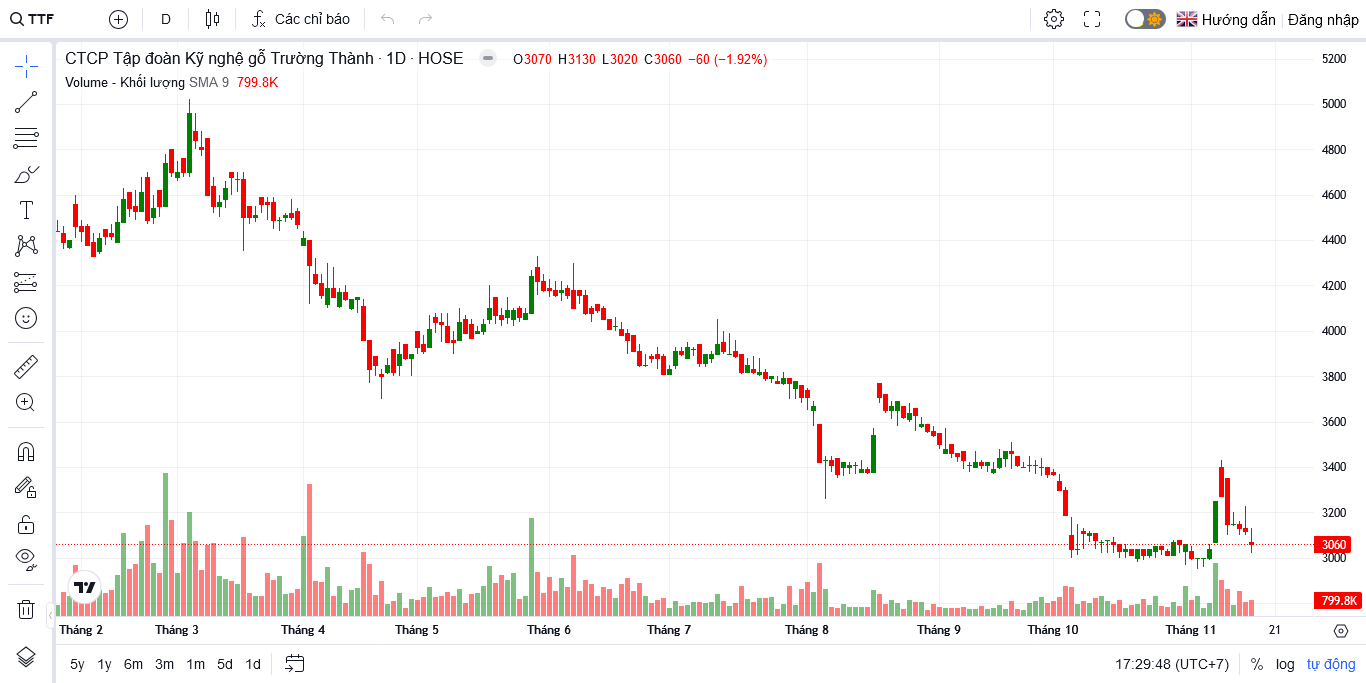 TTF D Các chỉ báo Hướng dẫn Đăng nhập
CTCP Tập đoàn Kỹ nghệ gỗ Trường Thành · 1D · HOSE O3070 H3130 L3020 C3060 −60 (−1.92%)
Volume - Khối lượng SMA 9 799.8K
5200
5000
4800
4600
4400
4200
4000
3800
3600
3400
3200
3060
3000
799.8K
Tháng 2 Tháng 3 Tháng 4 Tháng 5 Tháng 6 Tháng 7 Tháng 8 Tháng 9 Tháng 10 Tháng 11 21
5y 1y 6m 3m 1m 5d 1d 17:29:48 (UTC+7) % log tự động